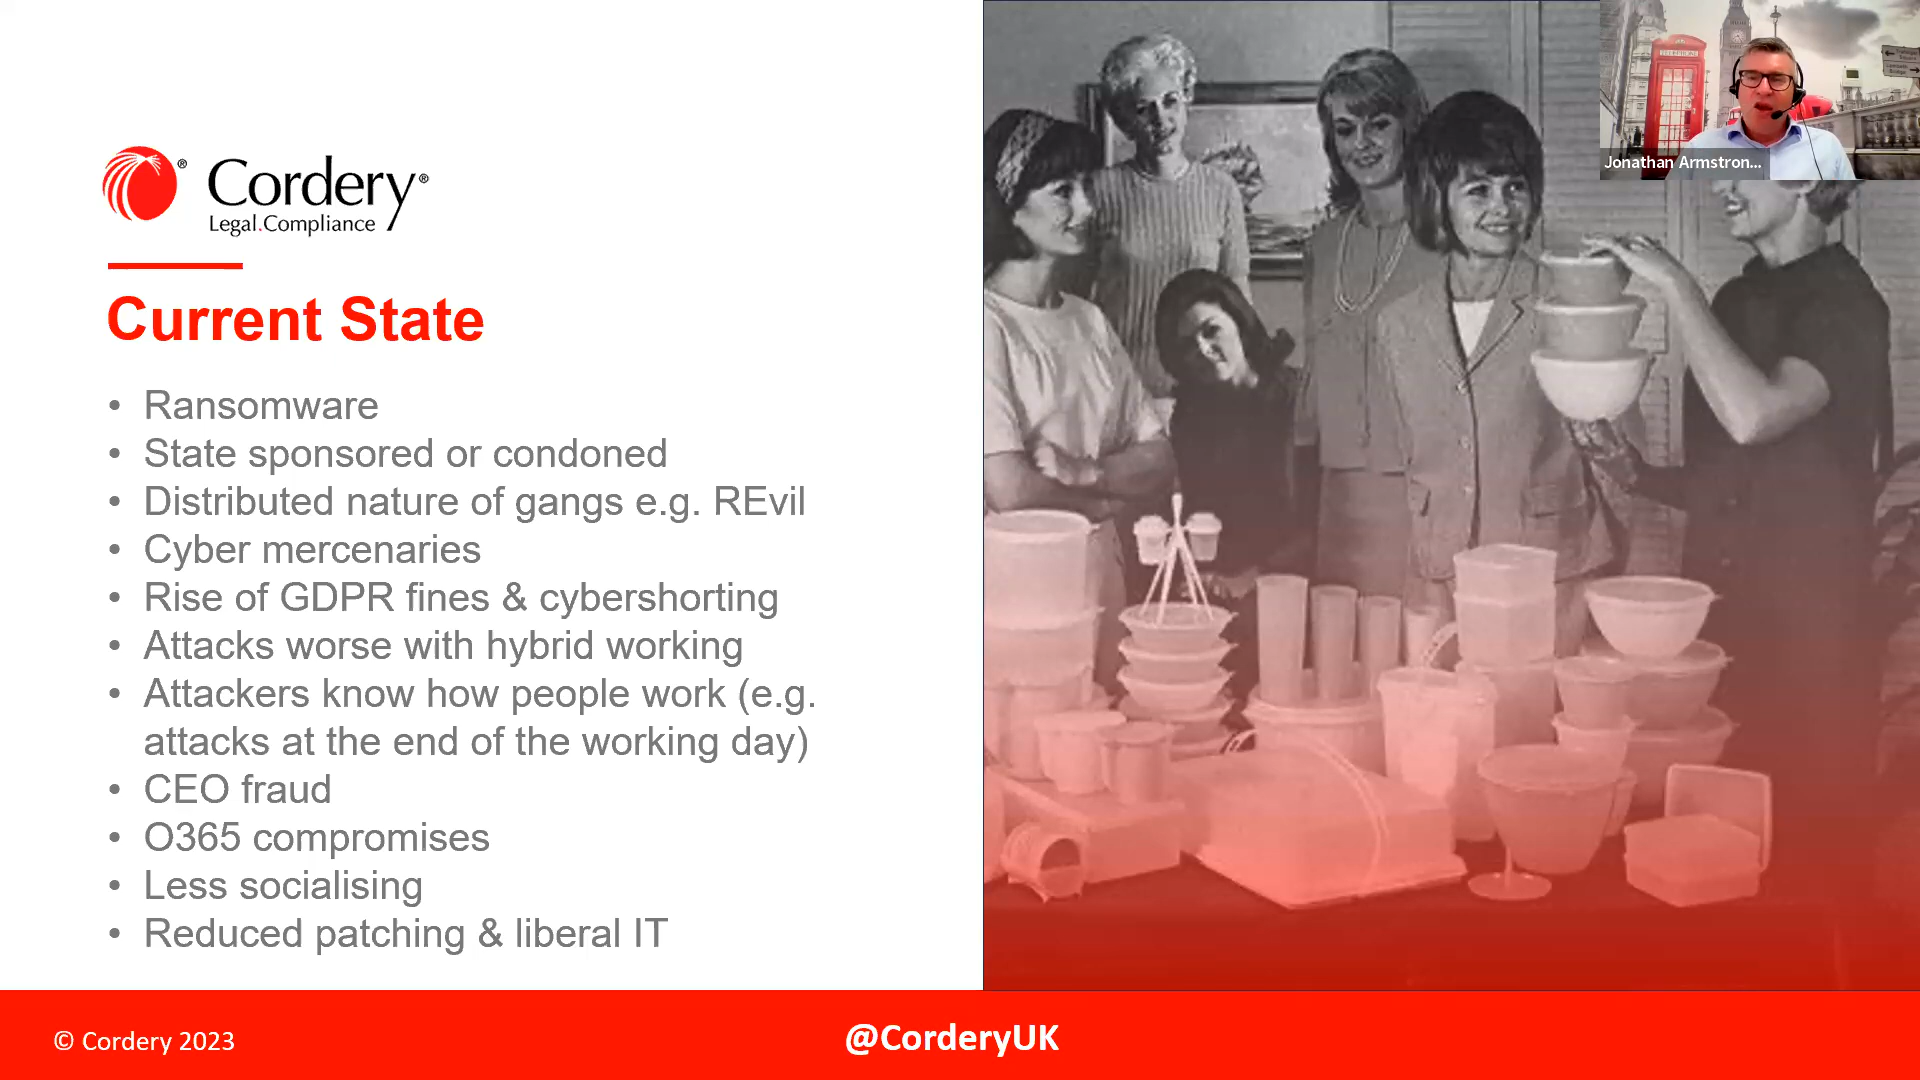 Cordery®
Legal.Compliance
Current State
• Ransomware
• State sponsored or condoned
• Distributed nature of gangs e.g. REvil
• Cyber mercenaries
• Rise of GDPR fines & cybershorting
• Attacks worse with hybrid working
• Attackers know how people work (e.g.
attacks at the end of the working day)
• CEO fraud
• O365 compromises
• Less socialising
• Reduced patching & liberal IT
Jonathan Armstron...
TELEPHONE
© Cordery 2023
@CorderyUK